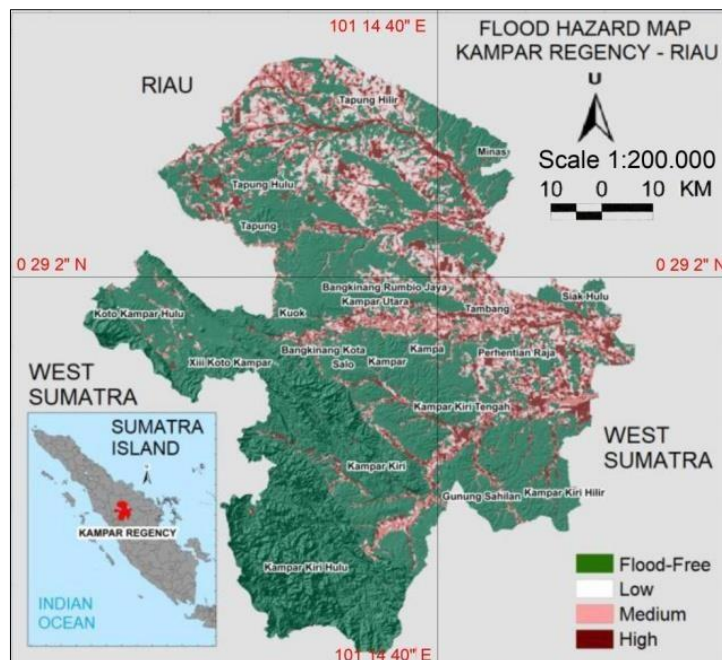 101 14 40" E
FLOOD HAZARD MAP
KAMPAR REGENCY - RIAU
U
Scale 1:200.000
10 0 10 KM
RIAU
Tapung Hilir
Minas
Tapung Hulu
Tapung
0 29 2" N
0 29 2" N
Bangkinang Rumbio Jaya
Siak Hulu
Koto Kampar Hulu
Kuok
Kampar Utara
Tambang
Bangkinang Kota
Kampa
Perhentian Raja
Xiii Koto Kampar
Salo
Kampar
WEST
SUMATRA
Kampar Kiri Tengah
SUMATRA
ISLAND
WEST
SUMATRA
Kampar Kiri
Gunung Sahilan
Kampar Kiri Hilir
KAMPAR REGENCY
Kampar Kiri Hulu
INDIAN
OCEAN
Flood-Free
Low
Medium
High
101 14 40" E